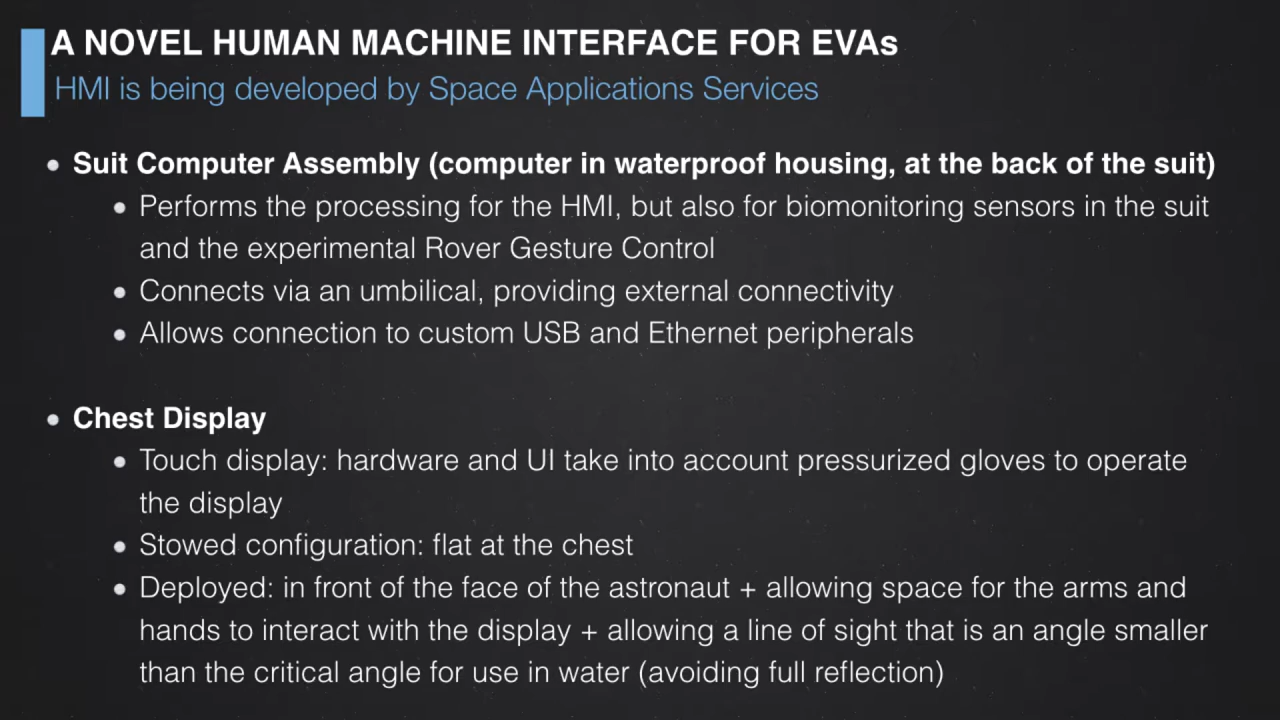 A NOVEL HUMAN MACHINE INTERFACE FOR EVAs
HMI is being developed by Space Applications Services
• Suit Computer Assembly (computer in waterproof housing, at the back of the suit)
• Performs the processing for the HMI, but also for biomonitoring sensors in the suit
and the experimental Rover Gesture Control
• Connects via an umbilical, providing external connectivity
• Allows connection to custom USB and Ethernet peripherals
• Chest Display
• Touch display: hardware and UI take into account pressurized gloves to operate
the display
• Stowed configuration: flat at the chest
• Deployed: in front of the face of the astronaut + allowing space for the arms and
hands to interact with the display + allowing a line of sight that is an angle smaller
than the critical angle for use in water (avoiding full reflection)